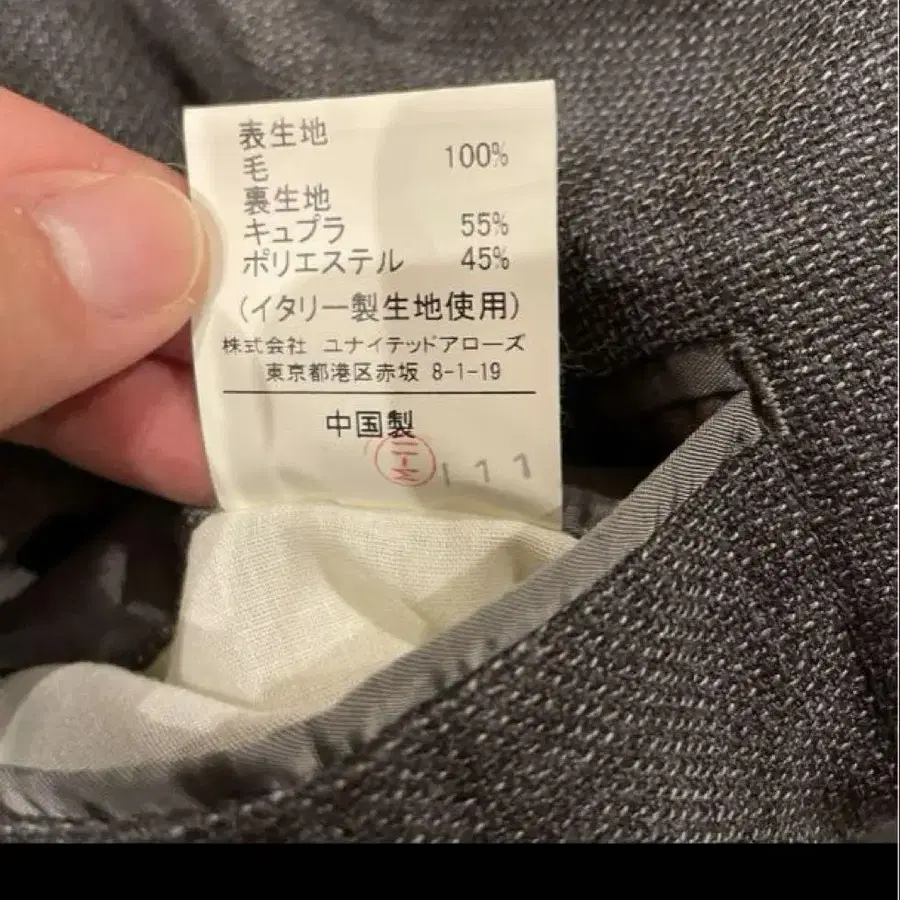 表生地
毛 100%
裏生地
キュプラ 55%
ポリエステル 45%
(イタリー製生地使用)
株式会社 ユナイテッドアローズ
東京都港区赤坂 8-1-19
中国製
111